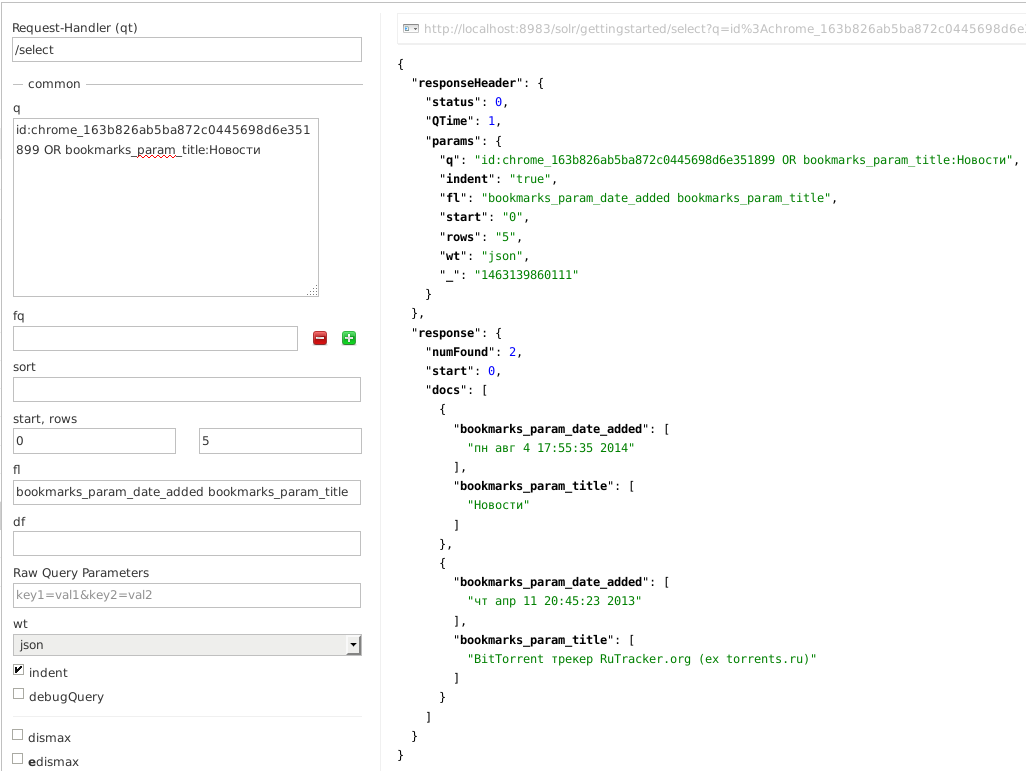 Request-Handler (qt)
/select
common
q
id:chrome_163b826ab5ba872c0445698d6e351
899 OR bookmarks_param_title:Новости
fq
sort
start, rows
0
5
fl
bookmarks_param_date_added bookmarks_param_title
df
Raw Query Parameters
key1=val1&key2=val2
wt
json
indent
debugQuery
dismax
edismax
http://localhost:8983/solr/gettingstarted/select?q=id%3Achrome_163b826ab5ba872c0445698d6e
{
"responseHeader": {
"status": 0,
"QTime": 1,
"params": {
"q": "id:chrome_163b826ab5ba872c0445698d6e351899 OR bookmarks_param_title:Новости",
"indent": "true",
"fl": "bookmarks_param_date_added bookmarks_param_title",
"start": "0",
"rows": "5",
"wt": "json",
"_": "1463139860111"
}
},
"response": {
"numFound": 2,
"start": 0,
"docs": [
{
"bookmarks_param_date_added": [
"пн авг 4 17:55:35 2014"
],
"bookmarks_param_title": [
"Новости"
]
},
{
"bookmarks_param_date_added": [
"чт апр 11 20:45:23 2013"
],
"bookmarks_param_title": [
"BitTorrent трекер RuTracker.org (ex torrents.ru)"
]
}
]
}
}